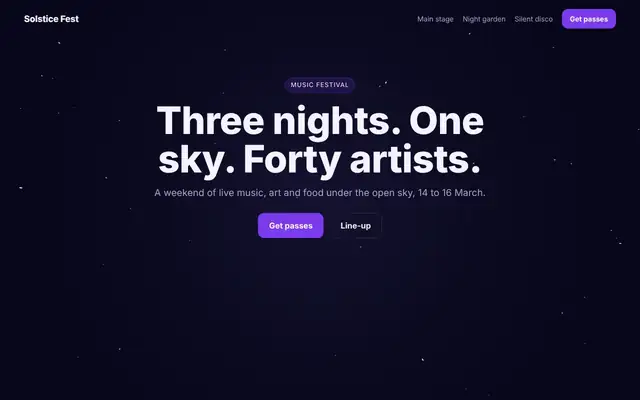 Solstice Fest
Main stage Night garden Silent disco Get passes
MUSIC FESTIVAL
Three nights. One
sky. Forty artists.
A weekend of live music, art and food under the open sky, 14 to 16 March.
Get passes Line-up